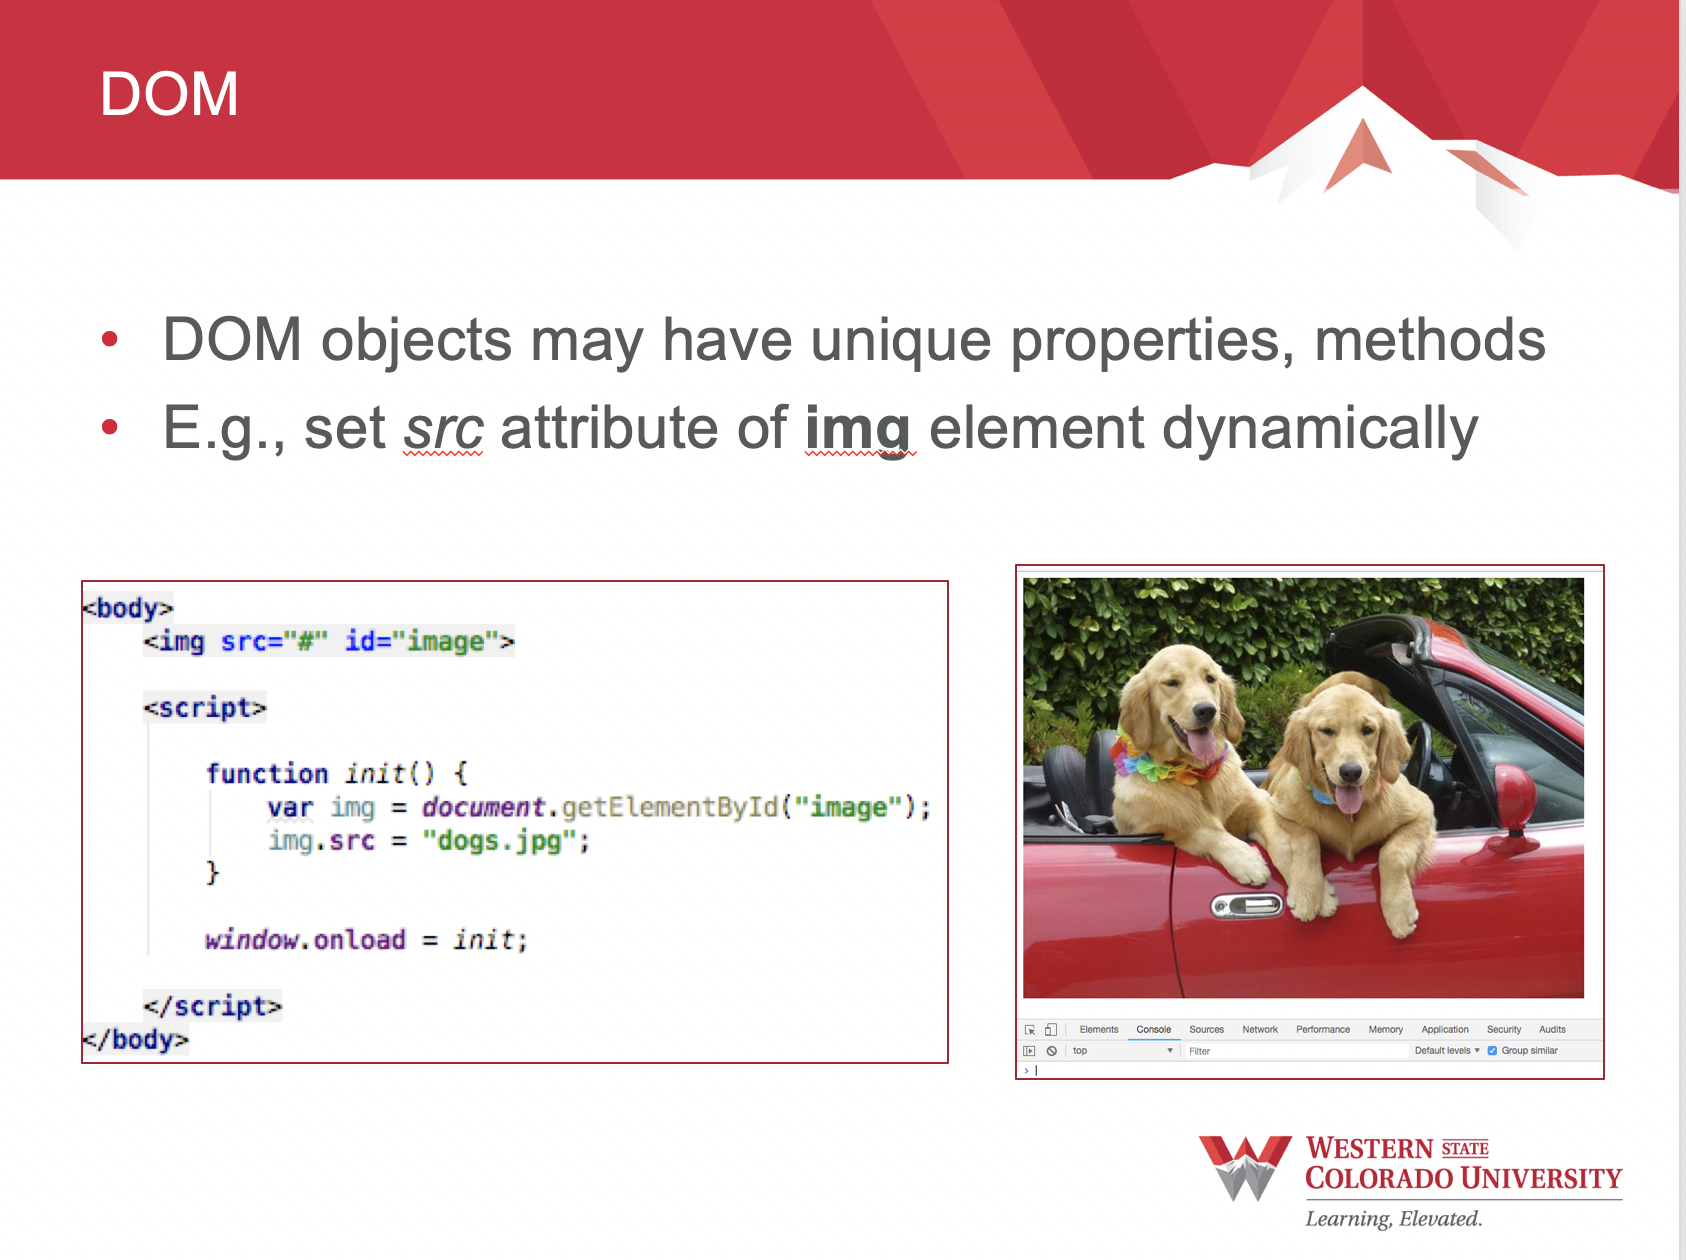 DOM
• DOM objects may have unique properties, methods
• E.g., set src attribute of img element dynamically
<body>
<img src="#" id="image">
<script>
function init() {
var img = document.getElementById("image");
img.src = "dogs.jpg";
}
window.onload = init;
</script>
</body>
Elements Console Sources Network Performance Memory Application Security Audits
top Filter Default levels Group similar
WESTERN STATE
COLORADO UNIVERSITY
Learning, Elevated.